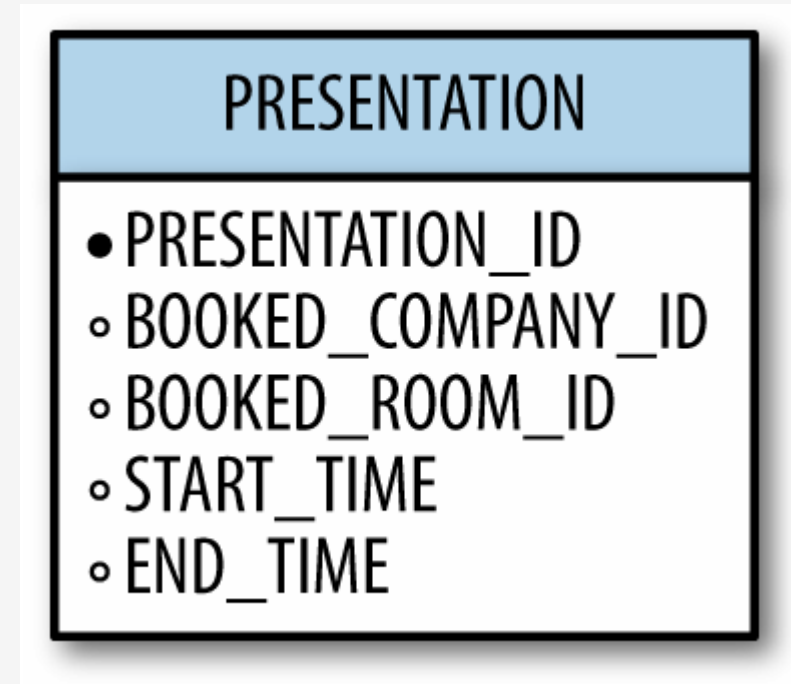 PRESENTATION
PRESENTATION_ID
BOOKED_COMPANY_ID
BOOKED_ROOM_ID
START_TIME
END_TIME